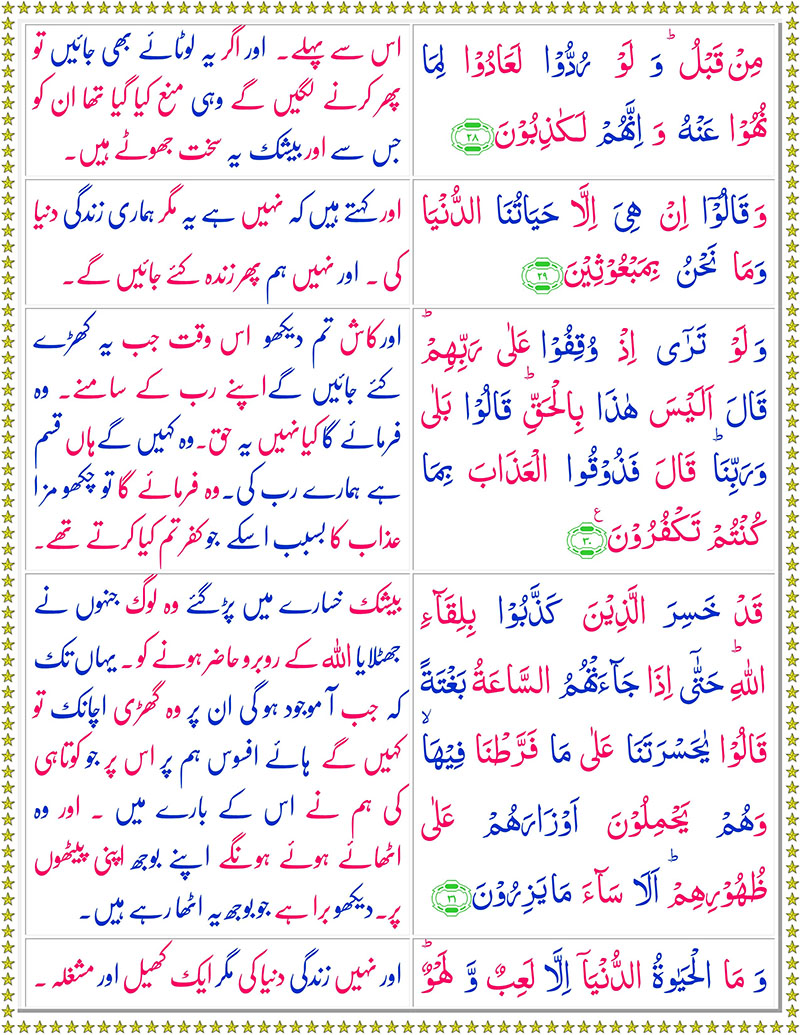 مِنْ قَبْلُ ؕ وَ لَوْ رُدُّوْا لَعَادُوْا لِمَا
نُهُوْا عَنْهُ وَ اِنَّهُمْ لَكٰذِبُوْنَ ۲۸
اس سے پہلے۔ اور اگر یہ لوٹائے بھی جائیں تو
پھر کرنے لگیں گے وہی منع کیا گیا تھا ان کو
جس سے اور بیشک یہ سخت جھوٹے ہیں۔
وَ قَالُوْۤا اِنْ هِیَ اِلَّا حَیَاتُنَا الدُّنْیَا
وَمَا نَحْنُ بِمَبْعُوْثِیْنَ ۲۹
اور کہتے ہیں کہ نہیں ہے یہ مگر ہماری زندگی دنیا
کی ۔ اور نہیں ہم پھر زندہ کئے جائیں گے۔
وَ لَوْ تَرٰۤی اِذْ وُقِفُوْا عَلٰی رَبِّهِمْ ؕ
قَالَ اَلَیْسَ هٰذَا بِالْحَقِّ ؕ قَالُوْا بَلٰی
وَرَبِّنَا ؕ قَالَ فَذُوْقُوا الْعَذَابَ بِمَا
كُنْتُمْ تَكْفُرُوْنَ ۳۰ ع
اور کاش تم دیکھو اس وقت جب یہ کھڑے
کئے جائیں گے اپنے رب کے سامنے۔ وہ
فرمائے گا کیا نہیں یہ حق۔ وہ کہیں گے ہاں قسم
ہے ہمارے رب کی۔ وہ فرمائے گا تو چکھو مزا
عذاب کا بسبب اسکے جو کفر تم کیا کرتے تھے۔
قَدْ خَسِرَ الَّذِیْنَ كَذَّبُوْا بِلِقَآءِ
اللّٰهِ ؕ حَتّٰۤی اِذَا جَآءَتْهُمُ السَّاعَةُ بَغْتَةً
قَالُوْا یٰحَسْرَتَنَا عَلٰی مَا فَرَّطْنَا فِیْهَا ۙ
وَهُمْ یَحْمِلُوْنَ اَوْزَارَهُمْ عَلٰی
ظُهُوْرِهِمْ ؕ اَلَا سَآءَ مَا یَزِرُوْنَ ۳۱
بیشک خسارے میں پڑگئے وہ لوگ جنہوں نے
جھٹلایا اللہ کے روبرو حاضر ہونے کو۔ یہاں تک
کہ جب آ موجود ہوگی ان پر وہ گھڑی اچانک تو
کہیں گے ہائے افسوس ہم پر اس پر جو کوتاہی
کی ہم نے اس کے بارے میں ۔ اور وہ
اٹھائے ہوئے ہونگے اپنے بوجھ اپنی پیٹھوں
پر۔ دیکھو برا ہے جو بوجھ یہ اٹھا رہے ہیں۔
وَ مَا الْحَیٰوةُ الدُّنْیَاۤ اِلَّا لَعِبٌ وَّ لَهْوٌ ؕ
اور نہیں زندگی دنیا کی مگر ایک کھیل اور مشغلہ ۔